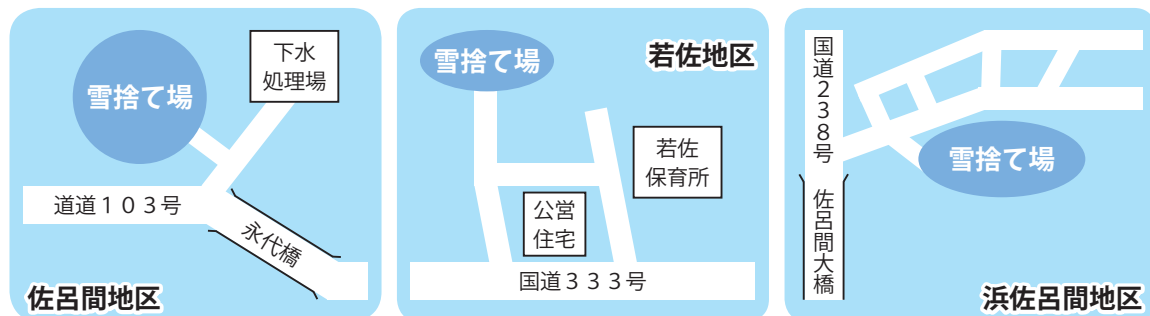 雪捨て場
下水
処理場
道道１０３号
永代橋
佐呂間地区
雪捨て場
若佐地区
若佐
保育所
公営
住宅
国道３３３号
国道２３８号
雪捨て場
佐呂間大橋
浜佐呂間地区